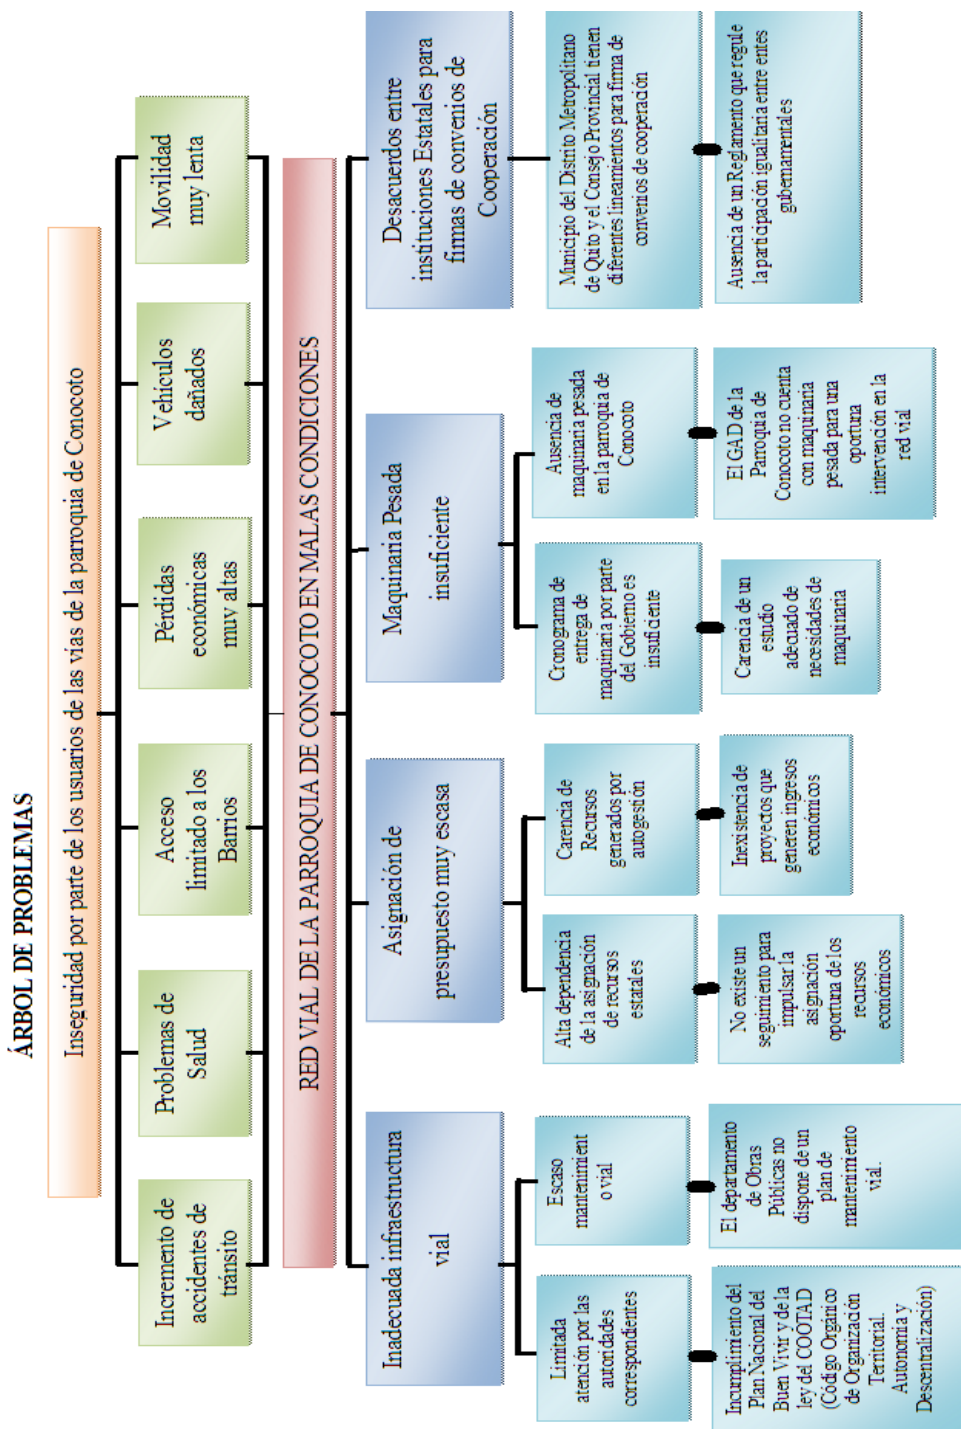 ÁRBOL DE PROBLEMAS
Inseguridad por parte de los usuarios de las vías de la parroquia de Conocoto
Incremento de
accidentes de
tránsito
Problemas de
Salud
Acceso
limitado a los
Barrios
Pérdidas
económicas
muy altas
Vehículos
dañados
Movilidad
muy lenta
RED VIAL DE LA PARROQUIA DE CONOCOTO EN MALAS CONDICIONES
Inadecuada infraestructura
vial
Asignación de
presupuesto muy escasa
Maquinaria Pesada
insuficiente
Desacuerdos entre
instituciones Estatales para
firmas de convenios de
Cooperación
Limitada
atención por las
autoridades
correspondientes
Escaso
mantenimient
o vial
Alta dependencia
de la asignación
de recursos
estatales
Carencia de
Recursos
generados por
autogestión
Cronograma de
entrega de
maquinaria por parte
del Gobierno es
insuficiente
Ausencia de
maquinaria pesada
en la parroquia de
Conocoto
Municipio del Distrito Metropolitano
de Quito y el Consejo Provincial tienen
diferentes lineamientos para firma de
convenios de cooperación
Incumplimiento del
Plan Nacional del
Buen Vivir y de la
ley del COOTAD
(Código Orgánico
de Organización
Territorial.
Autonomía y
Descentralización)
El departamento
de Obras
Públicas no
dispone de un
plan de
mantenimiento
vial.
No existe un
seguimiento para
impulsar la
asignación
oportuna de los
recursos
económicos
Inexistencia de
proyectos que
generen ingresos
económicos
Carencia de un
estudio
adecuado de
necesidades de
maquinaria
El GAD de la
Parroquia de
Conocoto no cuenta
con maquinaria
pesada para una
oportuna
intervención en la
red vial
Ausencia de un Reglamento que regule
la participación igualitaria entre entes
gubernamentales